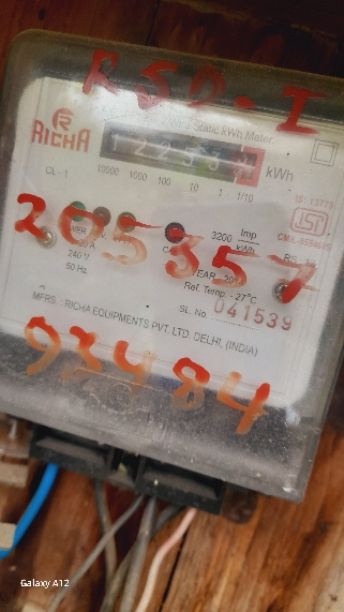 RSD-I
Wire Static kWh Meter
RICHA
kWh
CL-1
10000 1000 100 10 1 1/10
IS: 13779
ISI
205357
3200 Imp/kWh
240 V
50 Hz
Ref. Temp. -27°C
SL. No. 041539
MFRS. : RICHA EQUIPMENTS PVT. LTD. DELHI, (INDIA)
93484
Galaxy A12